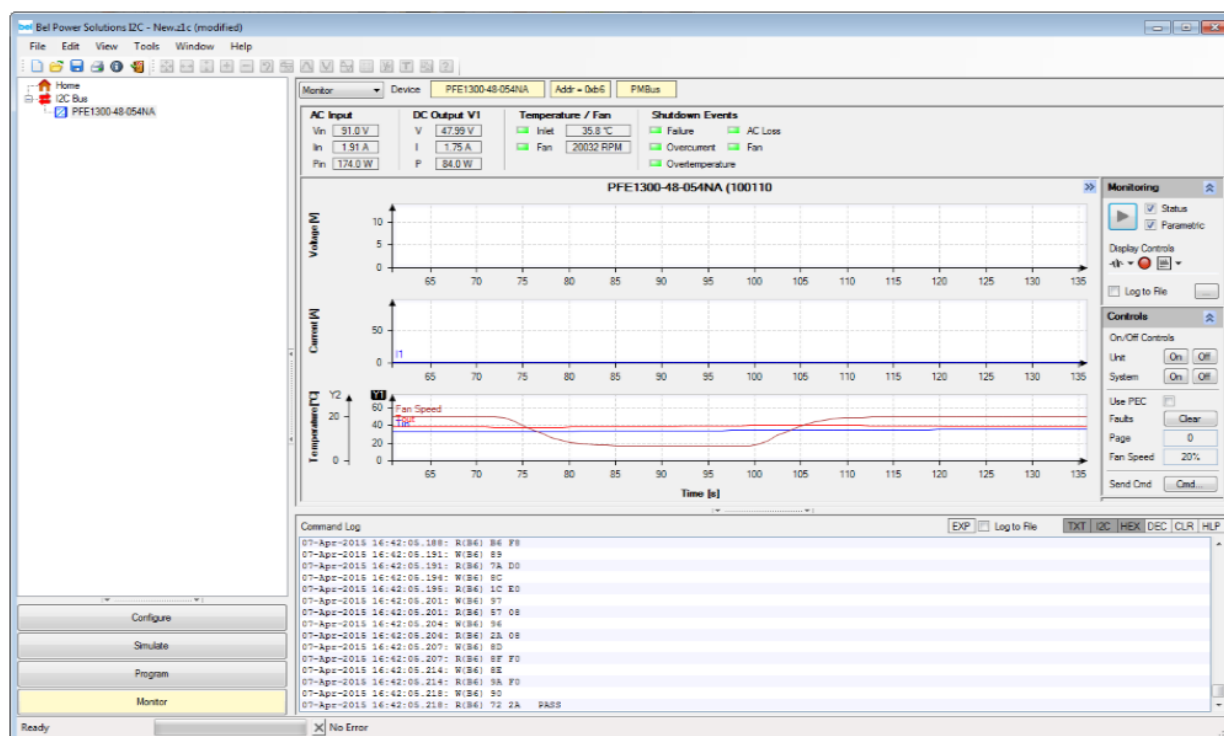 bel Bel Power Solutions I2C - New.z1c (modified)
File Edit View Tools Window Help
Home
I2C Bus
PFE1300-48-054NA
Monitor Device PFE1300-48-054NA Addr = 0xb6 PMBus
AC Input DC Output V1 Temperature / Fan Shutdown Events
Vin 91.0 V V 47.99 V Inlet 35.8 °C Failure AC Loss
Iin 1.91 A I 1.75 A Fan 20032 RPM Overcurrent Fan
Pin 174.0 W P 84.0 W Overtemperature
PFE1300-48-054NA (100110
Voltage [V]
10
5
0
65 70 75 80 85 90 95 100 105 110 115 120 125 130 135
Current [A]
50
0
I1
65 70 75 80 85 90 95 100 105 110 115 120 125 130 135
Temperature [°C]
Y2 Y1
20
0
60
40
20
0
Fan Speed
65 70 75 80 85 90 95 100 105 110 115 120 125 130 135
Time [s]
Monitoring
Status
Parametric
Display Controls
Log to File ...
Controls
On/Off Controls
Unit On Off
System On Off
Use PEC
Faults Clear
Page 0
Fan Speed 20%
Send Cmd Cmd...
Command Log EXP Log to File TXT I2C HEX DEC CLR HLP
07-Apr-2015 16:42:05.188: R(B6) B6 F8
07-Apr-2015 16:42:05.191: W(B6) 89
07-Apr-2015 16:42:05.191: R(B6) 7A D0
07-Apr-2015 16:42:05.194: W(B6) 8C
07-Apr-2015 16:42:05.195: R(B6) 1C E0
07-Apr-2015 16:42:05.201: W(B6) 97
07-Apr-2015 16:42:05.201: R(B6) 57 08
07-Apr-2015 16:42:05.204: W(B6) 96
07-Apr-2015 16:42:05.204: R(B6) 2A 08
07-Apr-2015 16:42:05.207: W(B6) 8D
07-Apr-2015 16:42:05.207: R(B6) 8F F0
07-Apr-2015 16:42:05.214: W(B6) 8E
07-Apr-2015 16:42:05.214: R(B6) 9A F0
07-Apr-2015 16:42:05.218: W(B6) 90
07-Apr-2015 16:42:05.218: R(B6) 72 2A PASS
Configure
Simulate
Program
Monitor
Ready No Error